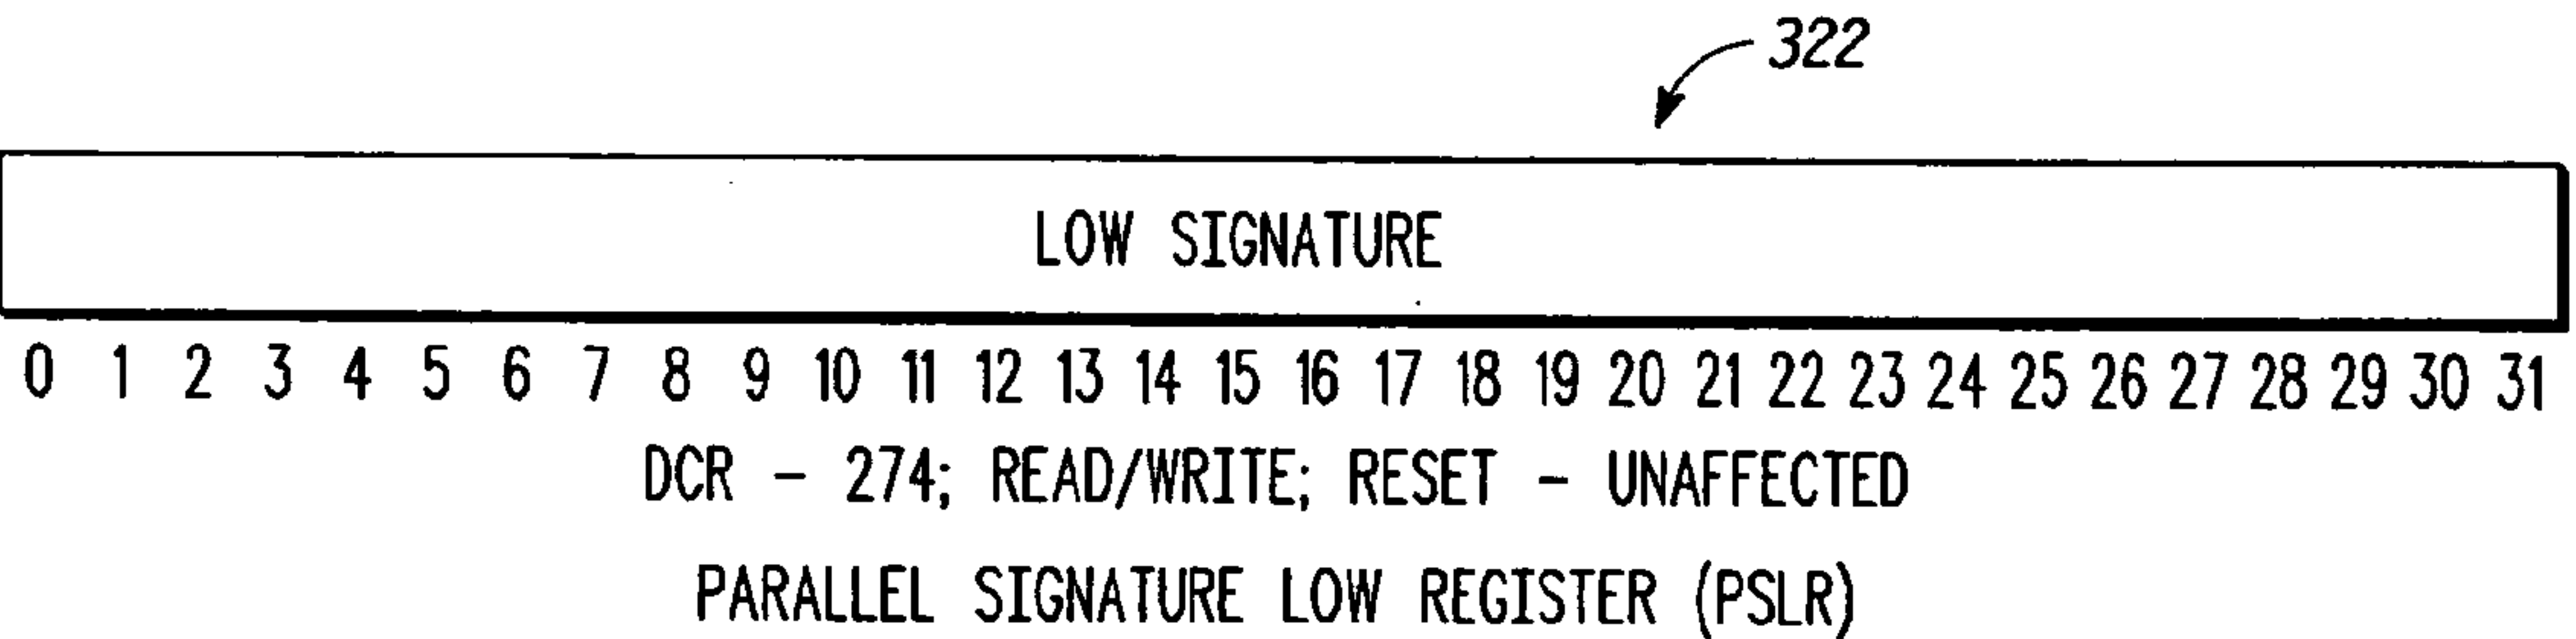 322
LOW SIGNATURE
0 1 2 3 4 5 6 7 8 9 10 11 12 13 14 15 16 17 18 19 20 21 22 23 24 25 26 27 28 29 30 31
DCR - 274; READ/WRITE; RESET - UNAFFECTED
PARALLEL SIGNATURE LOW REGISTER (PSLR)